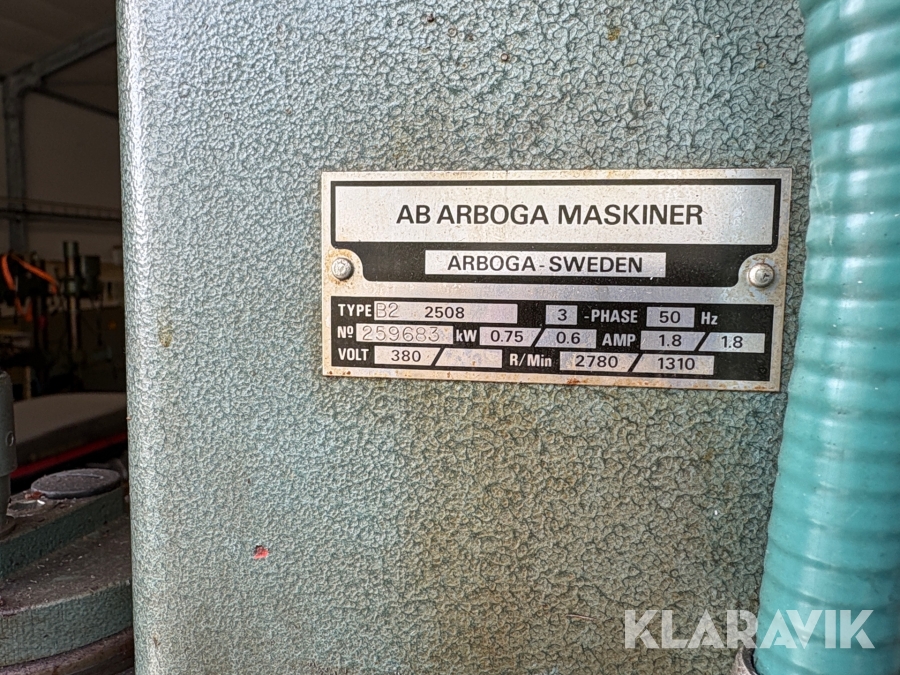 AB ARBOGA MASKINER
ARBOGA - SWEDEN
TYPE B2 2508 3 -PHASE 50 Hz
Nº 259683 kW 0.75 / 0.6 AMP 1.8 / 1.8
VOLT 380 / R/Min 2780 / 1310
KLARAVIK